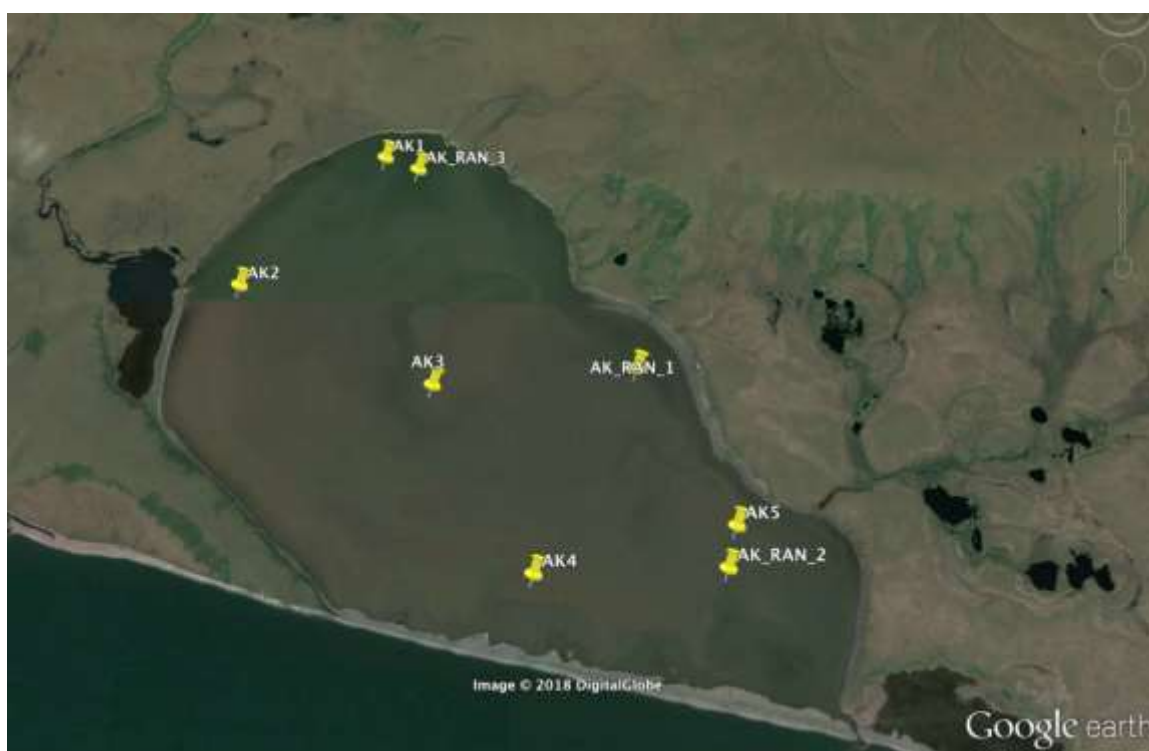 AK1
AK_RAN_3
AK2
AK3
AK_RAN_1
AK5
AK_RAN_2
AK4
Image © 2018 DigitalGlobe
Google earth